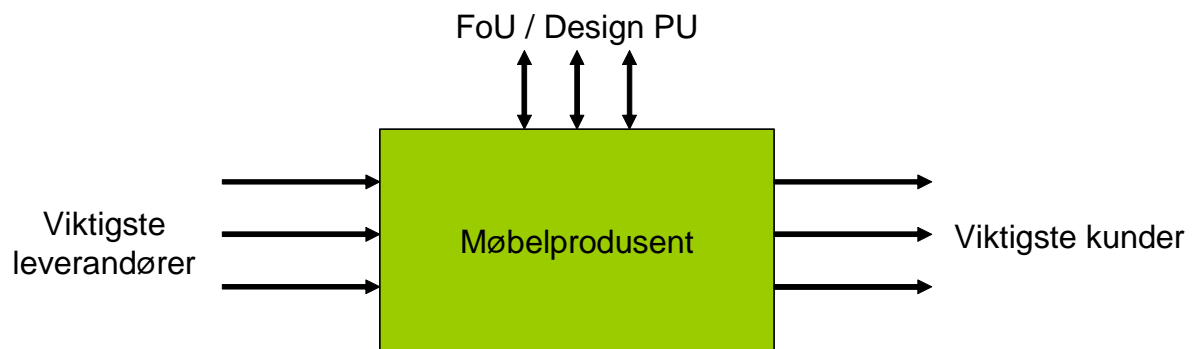 FoU / Design PU
Viktigste
leverandører
Møbelprodusent
Viktigste kunder